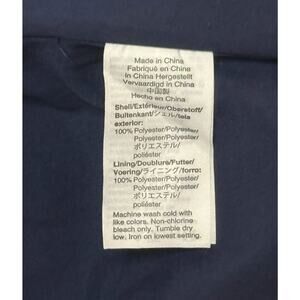 Made in China
Fabriqué en China
In China Hergestellt
Vervaardigd in China
中国製
Hecho en China
Shell/Extérieur/Oberstoff/
Buitenkant/シェル/tela
exterior:
100% Polyester/Polyester/
Polyester/Polyester/
ポリエステル/
poliéster
Lining/Doublure/Futter/
Voering/ライニング/forro:
100% Polyester/Polyester/
Polyester/Polyester/
ポリエステル/
poliéster
Machine wash cold with
like colors. Non-chlorine
bleach only. Tumble dry
low. Iron on lowest setting.